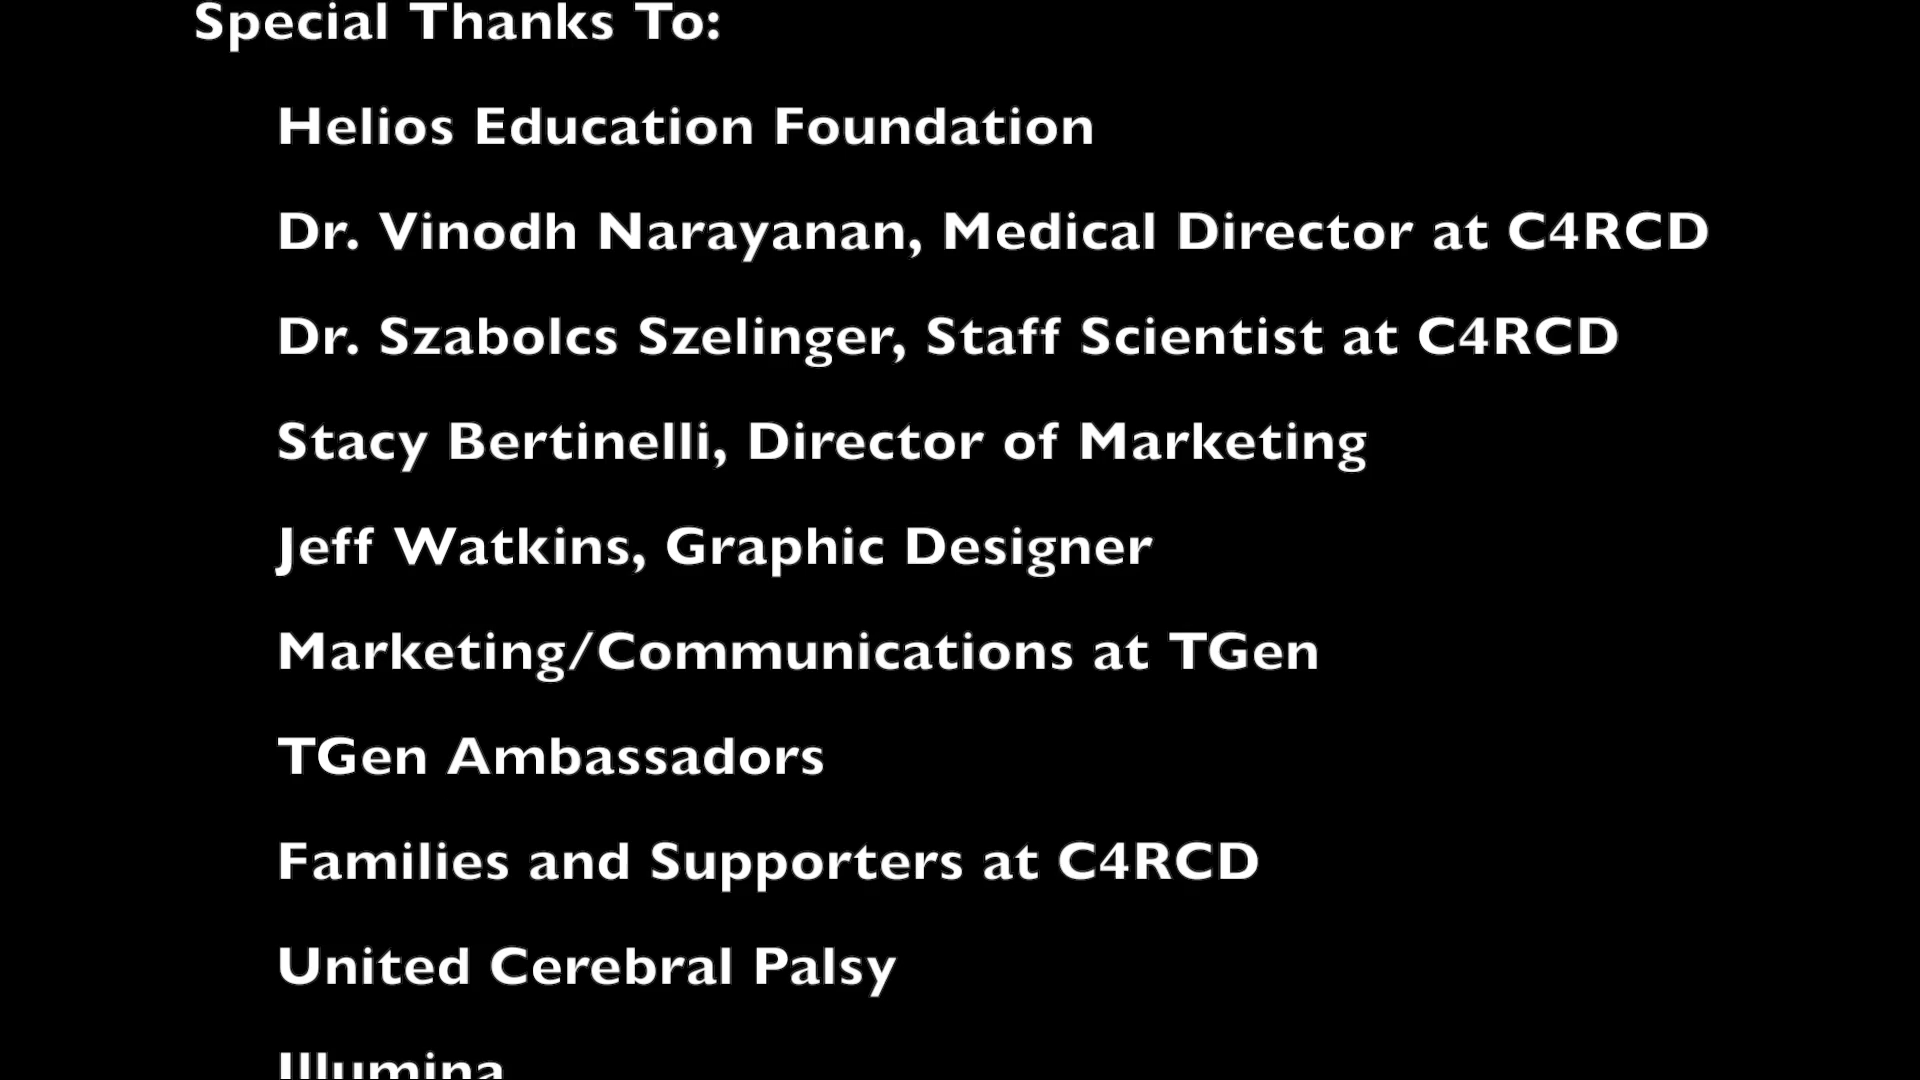 Special Thanks To:
Helios Education Foundation
Dr. Vinodh Narayanan, Medical Director at C4RCD
Dr. Szabolcs Szelinger, Staff Scientist at C4RCD
Stacy Bertinelli, Director of Marketing
Jeff Watkins, Graphic Designer
Marketing/Communications at TGen
TGen Ambassadors
Families and Supporters at C4RCD
United Cerebral Palsy
Illumina